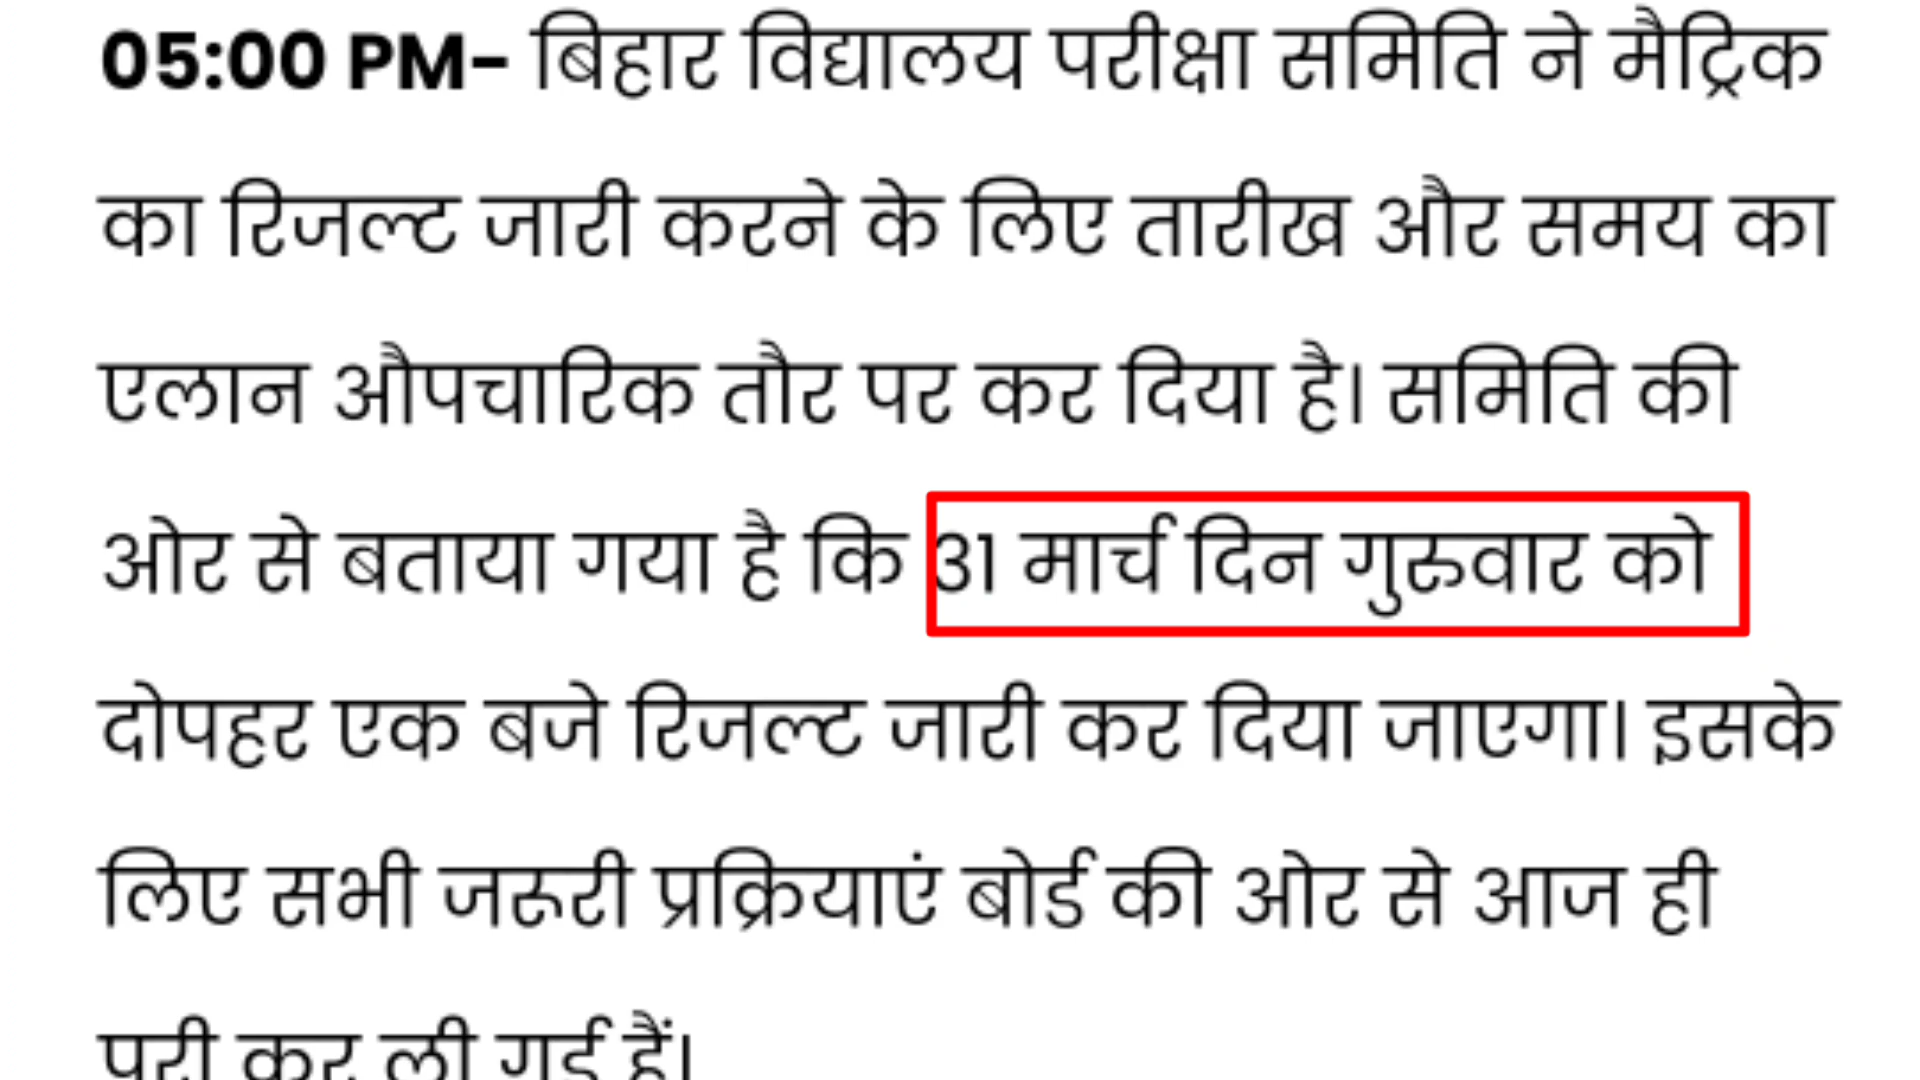 05:00 PM- बिहार विद्यालय परीक्षा समिति ने मैट्रिक
का रिजल्ट जारी करने के लिए तारीख और समय का
एलान औपचारिक तौर पर कर दिया है। समिति की
ओर से बताया गया है कि 31 मार्च दिन गुरुवार को
दोपहर एक बजे रिजल्ट जारी कर दिया जाएगा। इसके
लिए सभी जरूरी प्रक्रियाएं बोर्ड की ओर से आज ही
पूरी कर ली गई हैं।